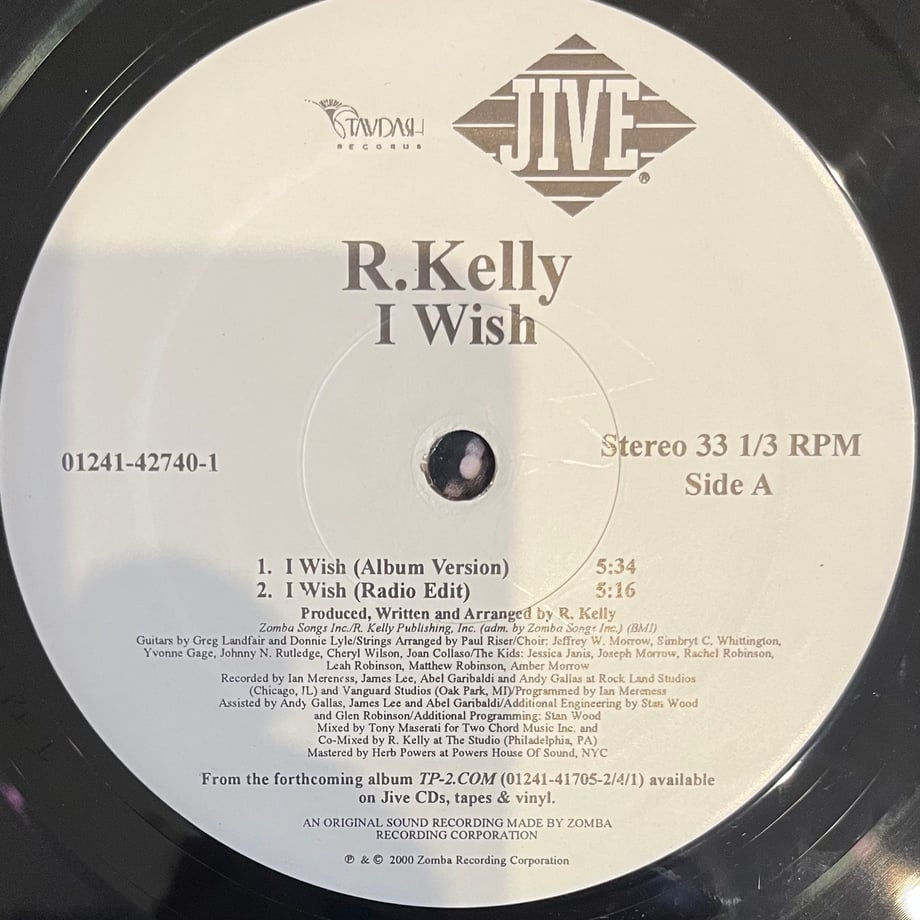 TAVDASH
RECORDS
JIVE
®
R.Kelly
I Wish
01241-42740-1
Stereo 33 1/3 RPM
Side A
1. I Wish (Album Version) 5:34
2. I Wish (Radio Edit) 5:16
Produced, Written and Arranged by R. Kelly
Zomba Songs Inc./R. Kelly Publishing, Inc. (adm. by Zomba Songs Inc.) (BMI)
Guitars by Greg Landfair and Donnie Lyle/Strings Arranged by Paul Riser/Choir: Jeffrey W. Morrow, Simbryt C. Whittington,
Yvonne Gage, Johnny N. Rutledge, Cheryl Wilson, Joan Collaso/The Kids: Jessica Janis, Joseph Morrow, Rachel Robinson,
Leah Robinson, Matthew Robinson, Amber Morrow
Recorded by Ian Mereness, James Lee, Abel Garibaldi and Andy Gallas at Rock Land Studios
(Chicago, IL) and Vanguard Studios (Oak Park, MI)/Programmed by Ian Mereness
Assisted by Andy Gallas, James Lee and Abel Garibaldi/Additional Engineering by Stan Wood
and Glen Robinson/Additional Programming: Stan Wood
Mixed by Tony Maserati for Two Chord Music Inc. and
Co-Mixed by R. Kelly at The Studio (Philadelphia, PA)
Mastered by Herb Powers at Powers House Of Sound, NYC
From the forthcoming album TP-2.COM (01241-41705-2/4/1) available
on Jive CDs, tapes & vinyl.
AN ORIGINAL SOUND RECORDING MADE BY ZOMBA
RECORDING CORPORATION
℗ & © 2000 Zomba Recording Corporation